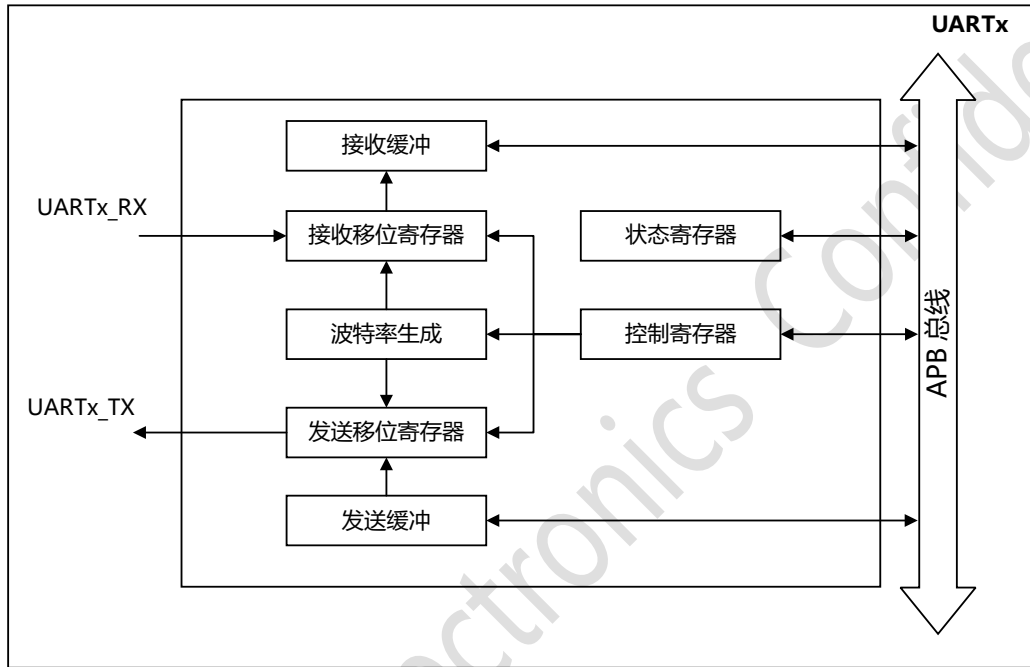 UARTx
接收缓冲
UARTx_RX
接收移位寄存器
状态寄存器
波特率生成
控制寄存器
APB 总线
UARTx_TX
发送移位寄存器
发送缓冲
ctronics Confide